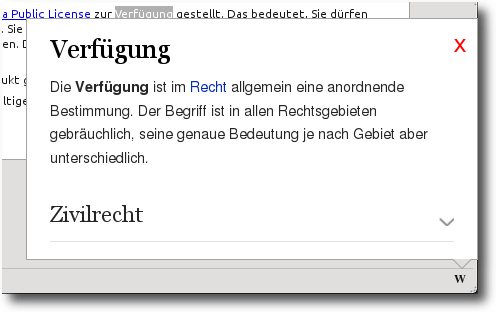 a Public License zur Verfügung gestellt. Das bedeutet, Sie dürfen
. Sie
en. D
Verfügung
X
Die Verfügung ist im Recht allgemein eine anordnende
Bestimmung. Der Begriff ist in allen Rechtsgebieten
gebräuchlich, seine genaue Bedeutung je nach Gebiet aber
unterschiedlich.
ukt g
ltige
Zivilrecht
W